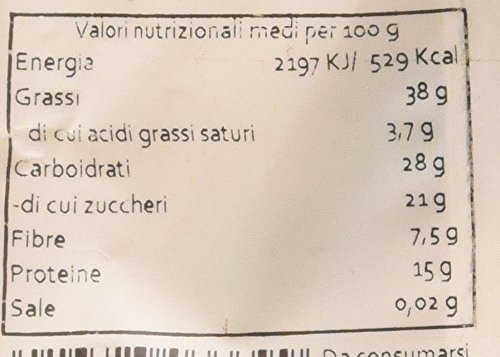 Valori nutrizionali medi per 100 g
Energia 2197 KJ/ 529 Kcal
Grassi 38 g
di cui acidi grassi saturi 3,7 g
Carboidrati 28 g
-di cui zuccheri 21 g
Fibre 7,5 g
Proteine 15 g
Sale 0,02 g
Da consumarsi